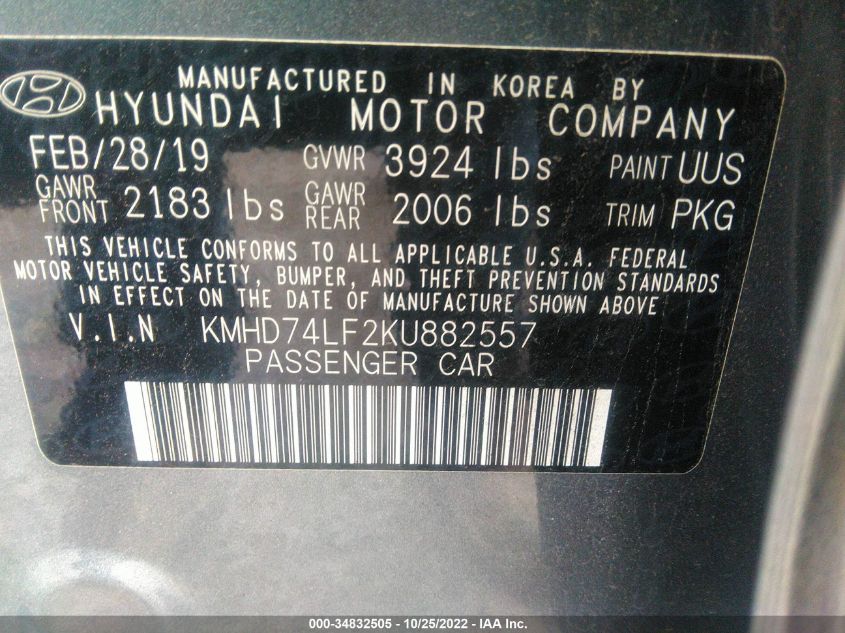 MANUFACTURED IN KOREA BY
HYUNDAI MOTOR COMPANY
FEB/28/19 GVWR 3924 lbs PAINT UUS
GAWR FRONT 2183 lbs GAWR REAR 2006 lbs TRIM PKG
THIS VEHICLE CONFORMS TO ALL APPLICABLE U.S.A. FEDERAL
MOTOR VEHICLE SAFETY, BUMPER, AND THEFT PREVENTION STANDARDS
IN EFFECT ON THE DATE OF MANUFACTURE SHOWN ABOVE
V.I.N KMHD74LF2KU882557
PASSENGER CAR
000-34832505 - 10/25/2022 - IAA Inc.